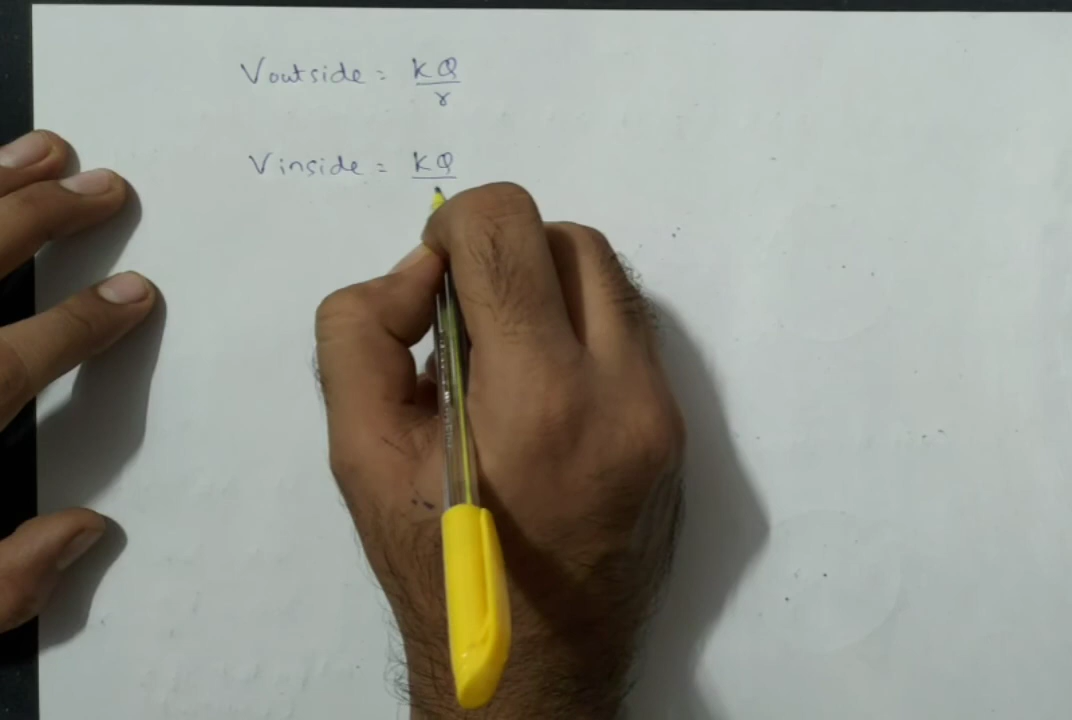 Voutside = KQ/r
Vinside = KQ/